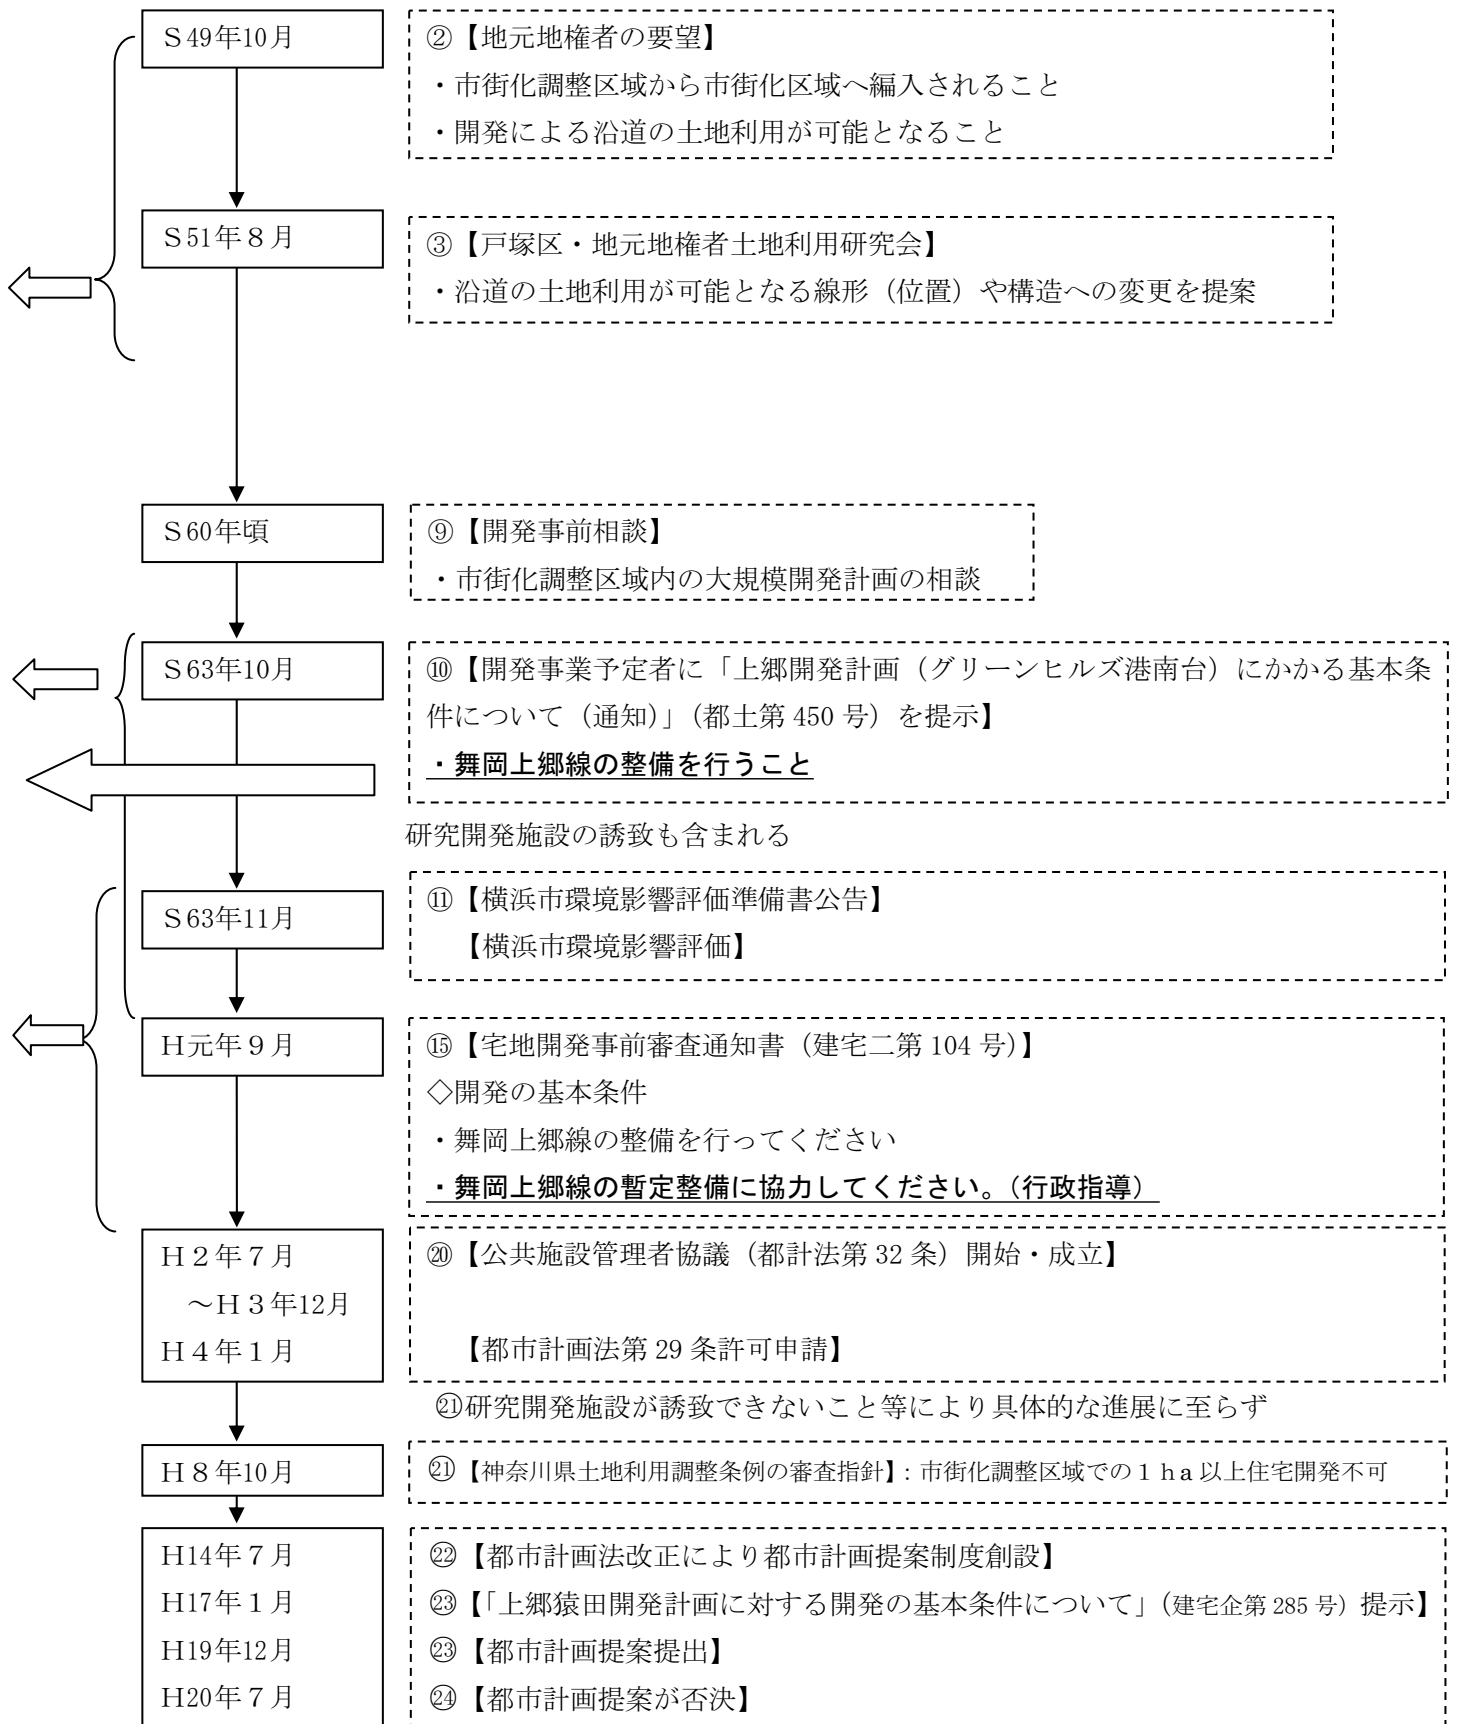 S49年10月
②【地元地権者の要望】
・市街化調整区域から市街化区域へ編入されること
・開発による沿道の土地利用が可能となること
S51年８月
③【戸塚区・地元地権者土地利用研究会】
・沿道の土地利用が可能となる線形（位置）や構造への変更を提案
S60年頃
⑨【開発事前相談】
・市街化調整区域内の大規模開発計画の相談
S63年10月
⑩【開発事業予定者に「上郷開発計画（グリーンヒルズ港南台）にかかる基本条
件について（通知）」（都土第 450 号）を提示】
・舞岡上郷線の整備を行うこと
研究開発施設の誘致も含まれる
S63年11月
⑪【横浜市環境影響評価準備書公告】
【横浜市環境影響評価】
H元年９月
⑮【宅地開発事前審査通知書（建宅二第 104 号）】
◇開発の基本条件
・舞岡上郷線の整備を行ってください
・舞岡上郷線の暫定整備に協力してください。（行政指導）
H２年７月
～H３年12月
H４年１月
⑳【公共施設管理者協議（都計法第 32 条）開始・成立】
【都市計画法第 29 条許可申請】
㉑研究開発施設が誘致できないこと等により具体的な進展に至らず
H８年10月
㉑【神奈川県土地利用調整条例の審査指針】：市街化調整区域での１ha 以上住宅開発不可
H14年７月
㉒【都市計画法改正により都市計画提案制度創設】
H17年１月
㉓【「上郷猿田開発計画に対する開発の基本条件について」（建宅企第 285 号）提示】
H19年12月
㉓【都市計画提案提出】
H20年７月
㉔【都市計画提案が否決】